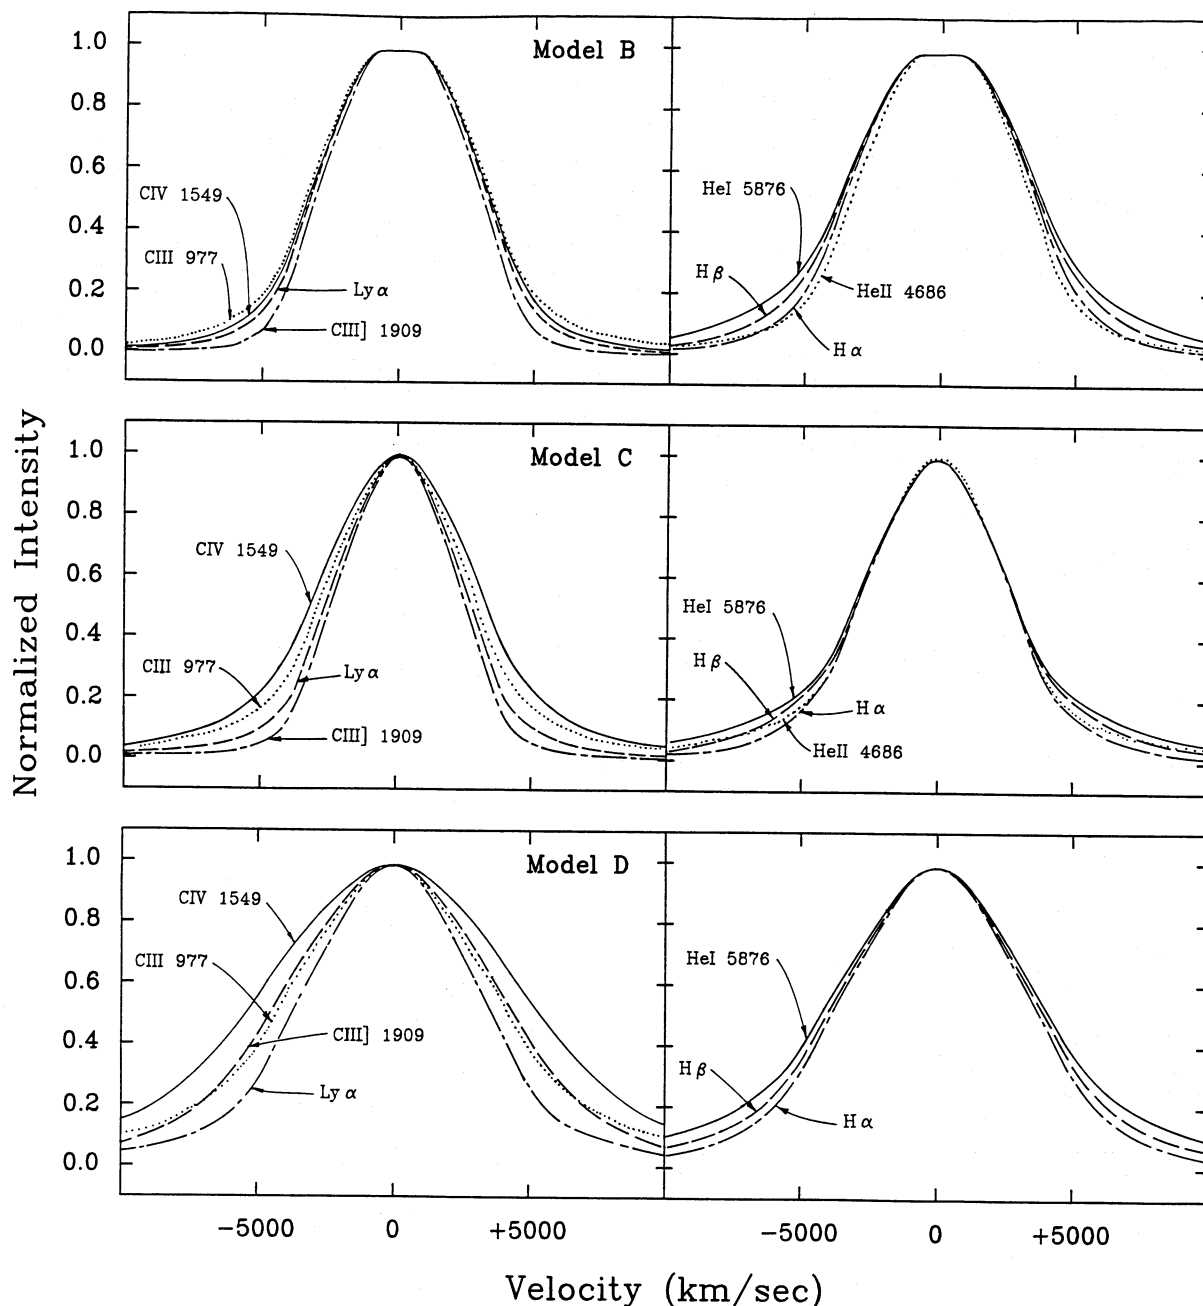 Normalized Intensity
Model B
1.0
0.8
0.6
0.4
0.2
0.0
CIV 1549
CIII 977
Ly α
CIII] 1909
HeI 5876
H β
HeII 4686
H α
Model C
1.0
0.8
0.6
0.4
0.2
0.0
CIV 1549
CIII 977
Ly α
CIII] 1909
HeI 5876
H β
H α
HeII 4686
Model D
1.0
0.8
0.6
0.4
0.2
0.0
CIV 1549
CIII 977
CIII] 1909
Ly α
HeI 5876
H β
H α
−5000 0 +5000 −5000 0 +5000
Velocity (km/sec)